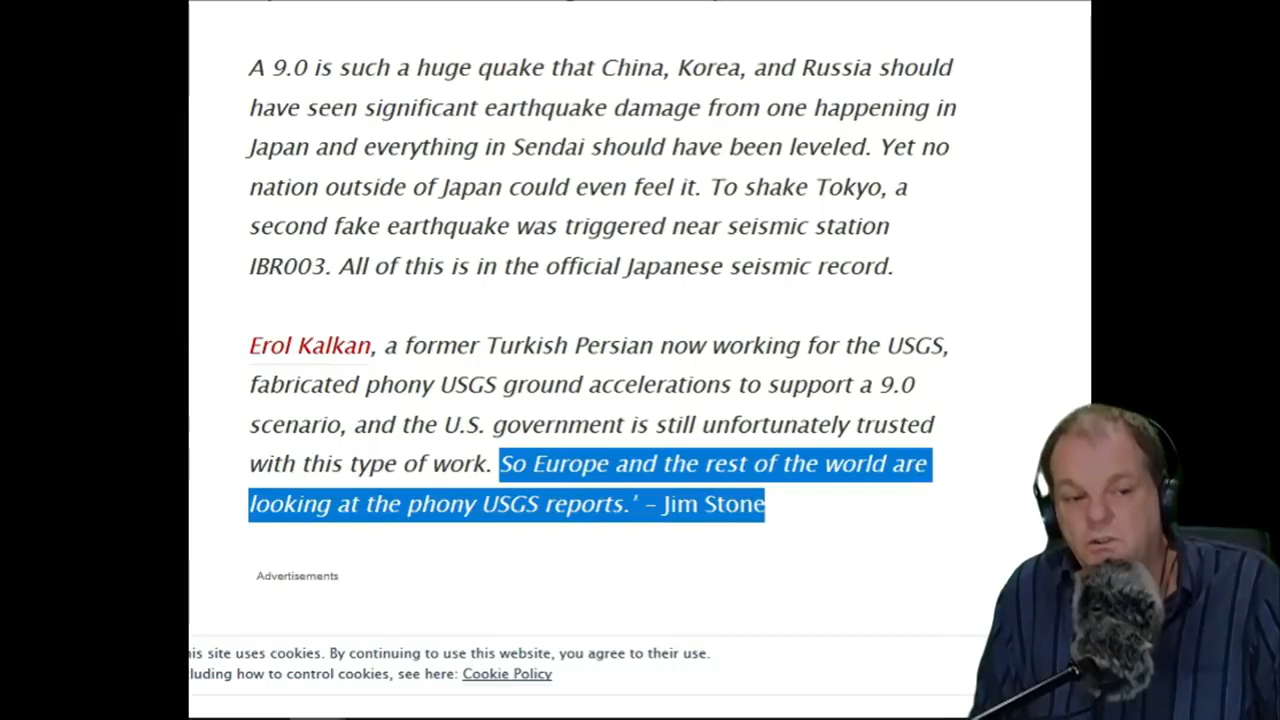 A 9.0 is such a huge quake that China, Korea, and Russia should
have seen significant earthquake damage from one happening in
Japan and everything in Sendai should have been leveled. Yet no
nation outside of Japan could even feel it. To shake Tokyo, a
second fake earthquake was triggered near seismic station
IBR003. All of this is in the official Japanese seismic record.
Erol Kalkan, a former Turkish Persian now working for the USGS,
fabricated phony USGS ground accelerations to support a 9.0
scenario, and the U.S. government is still unfortunately trusted
with this type of work. So Europe and the rest of the world are
looking at the phony USGS reports.' – Jim Stone
Advertisements
his site uses cookies. By continuing to use this website, you agree to their use.
luding how to control cookies, see here: Cookie Policy